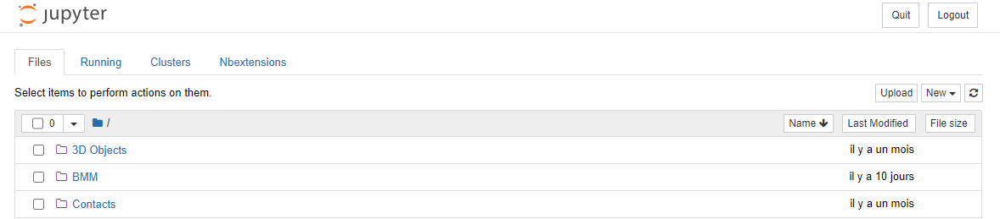 jupyter Quit Logout
Files Running Clusters Nbextensions
Select items to perform actions on them. Upload New
0 / Name Last Modified File size
3D Objects il y a un mois
BMM il y a 10 jours
Contacts il y a un mois